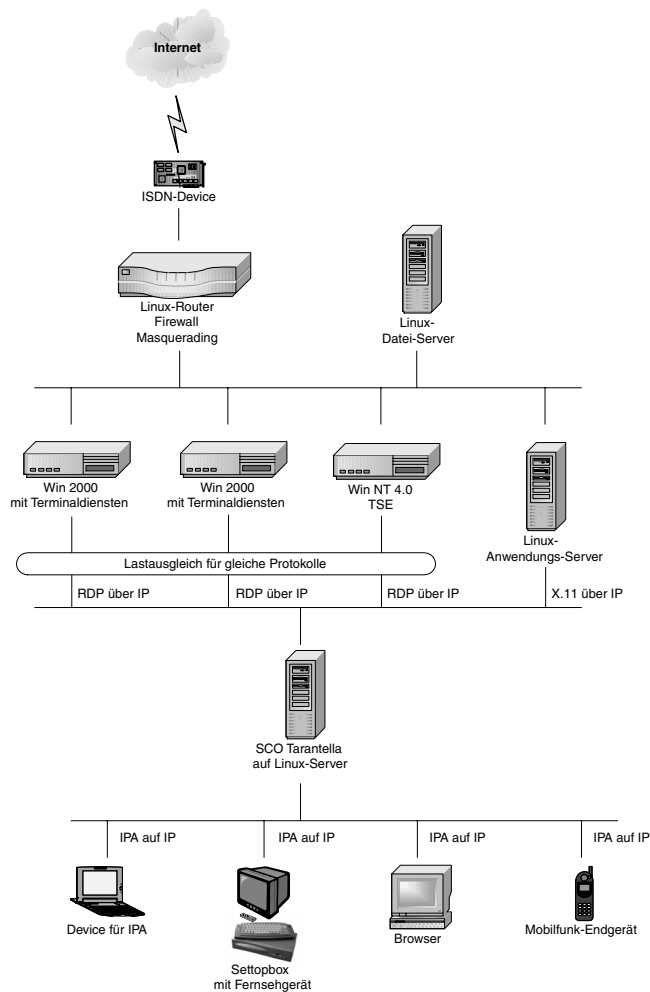 Internet
ISDN-Device
Linux-Router
Firewall
Masquerading
Linux-
Datei-Server
Win 2000
mit Terminaldiensten
Win 2000
mit Terminaldiensten
Win NT 4.0
TSE
Linux-
Anwendungs-Server
Lastausgleich für gleiche Protokolle
RDP über IP
RDP über IP
RDP über IP
X.11 über IP
SCO Tarantella
auf Linux-Server
IPA auf IP
IPA auf IP
IPA auf IP
IPA auf IP
Device für IPA
Settopbox
mit Fernsehgerät
Browser
Mobilfunk-Endgerät